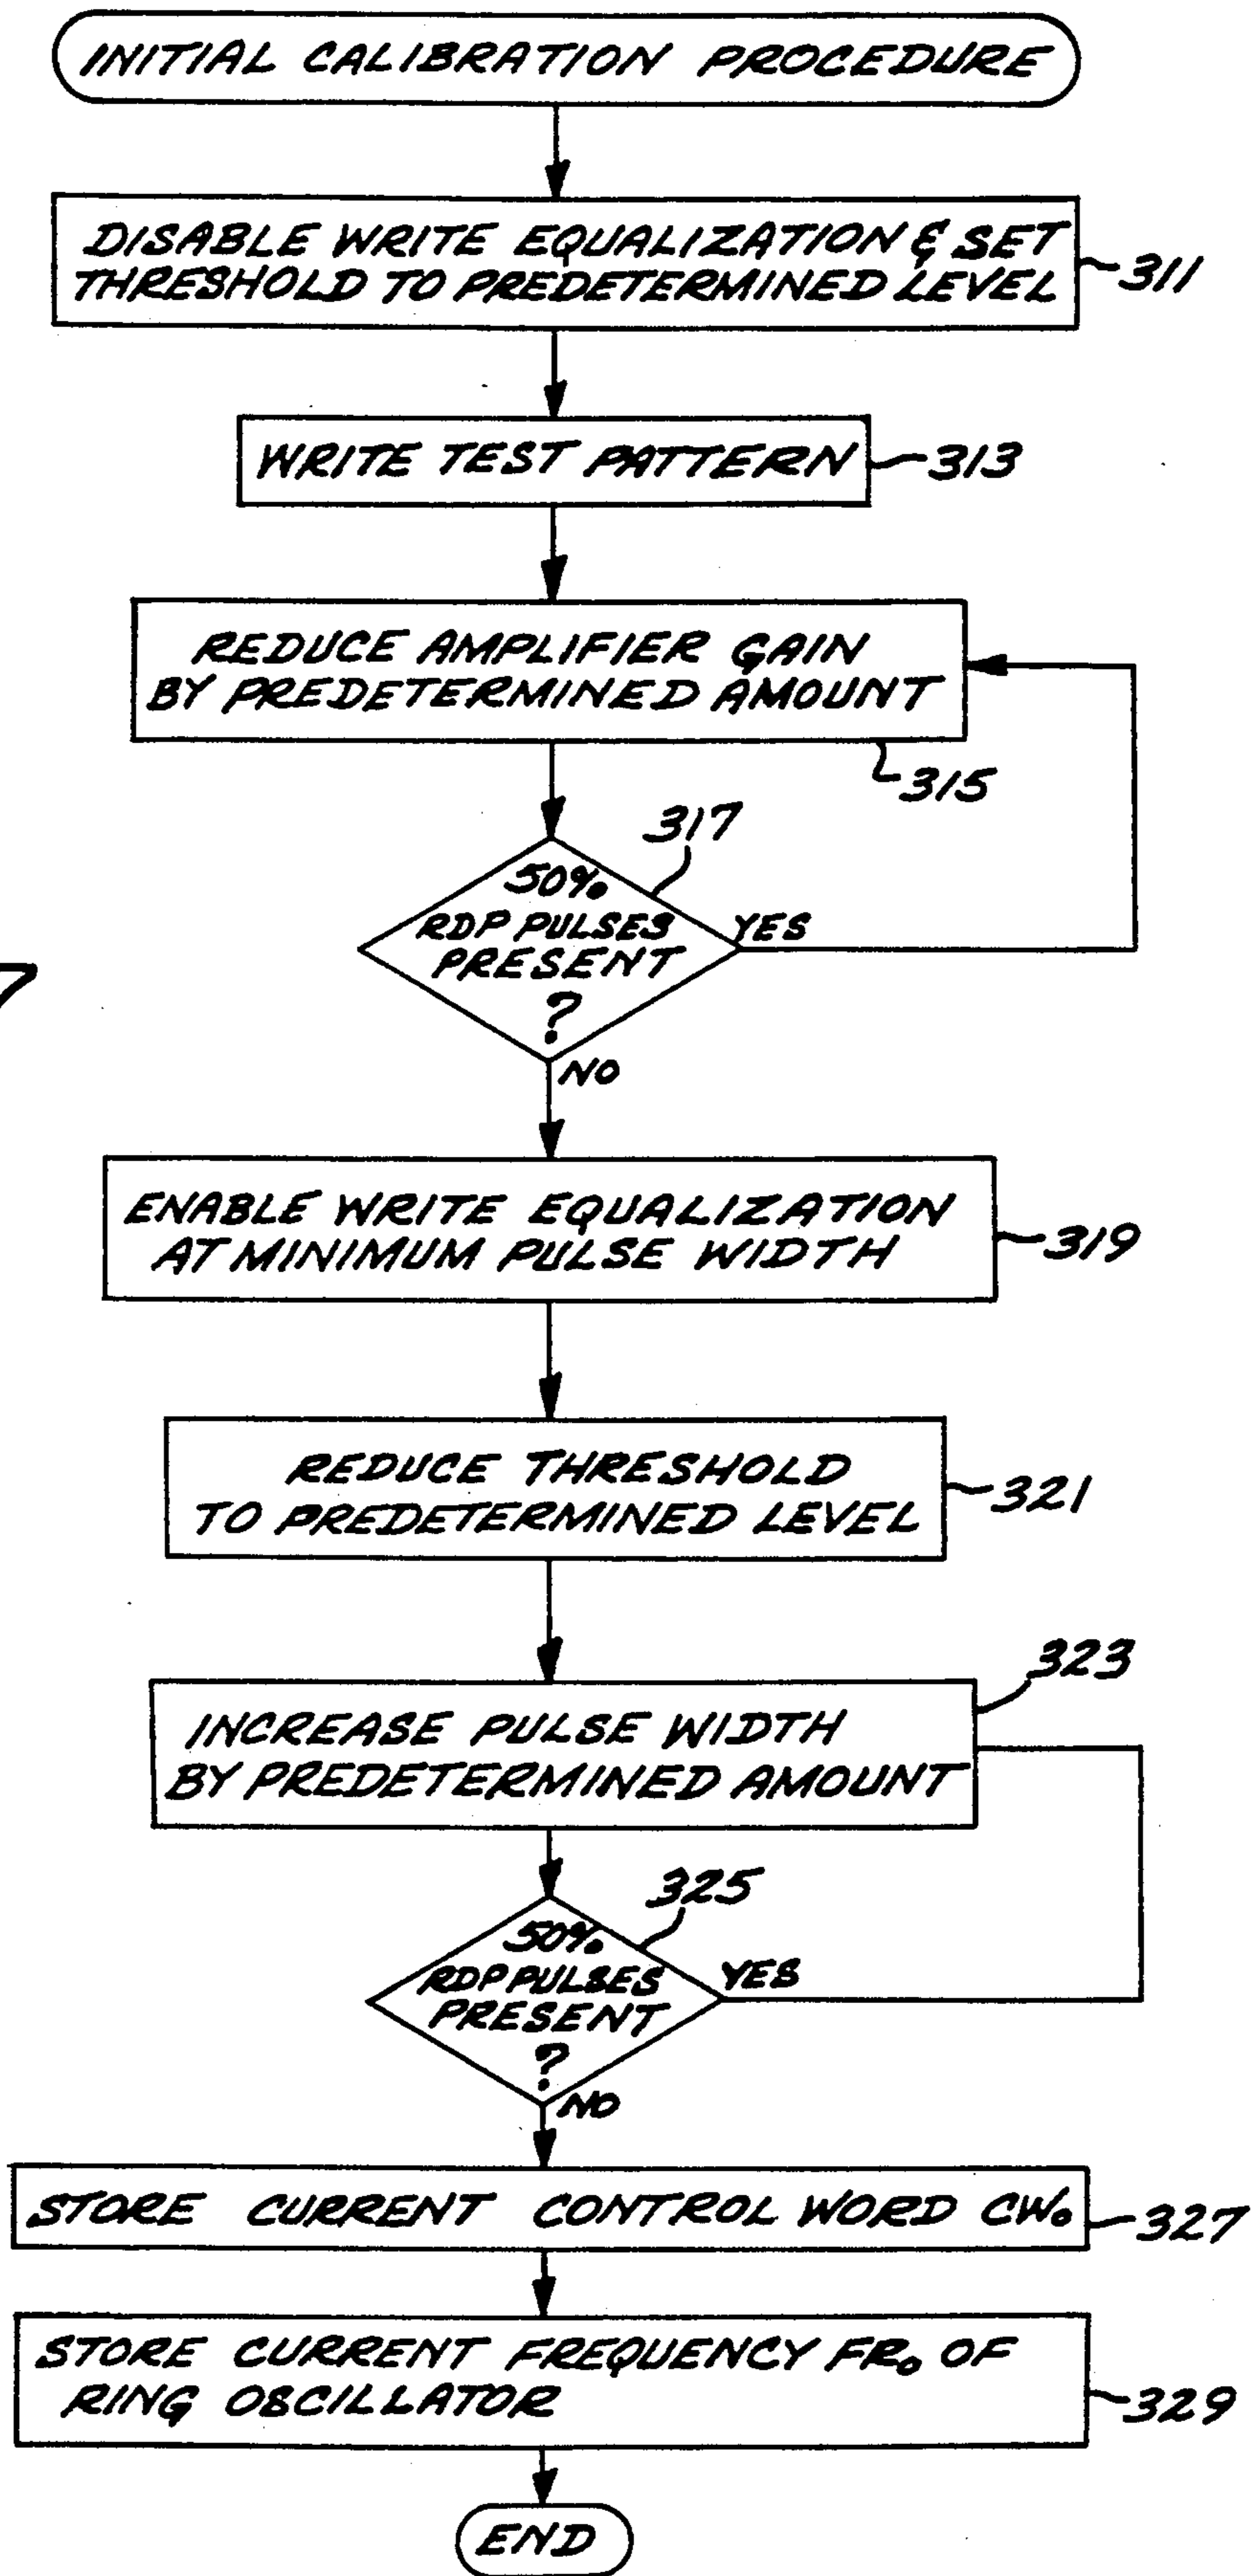 INITIAL CALIBRATION PROCEDURE
DISABLE WRITE EQUALIZATION & SET
THRESHOLD TO PREDETERMINED LEVEL
311
WRITE TEST PATTERN
313
REDUCE AMPLIFIER GAIN
BY PREDETERMINED AMOUNT
315
317
50%
RDP PULSES
PRESENT
?
YES
NO
7
ENABLE WRITE EQUALIZATION
AT MINIMUM PULSE WIDTH
319
REDUCE THRESHOLD
TO PREDETERMINED LEVEL
321
323
INCREASE PULSE WIDTH
BY PREDETERMINED AMOUNT
325
50%
RDP PULSES
PRESENT
?
YES
NO
STORE CURRENT CONTROL WORD CW₀
327
STORE CURRENT FREQUENCY FR₀ OF
RING OSCILLATOR
329
END